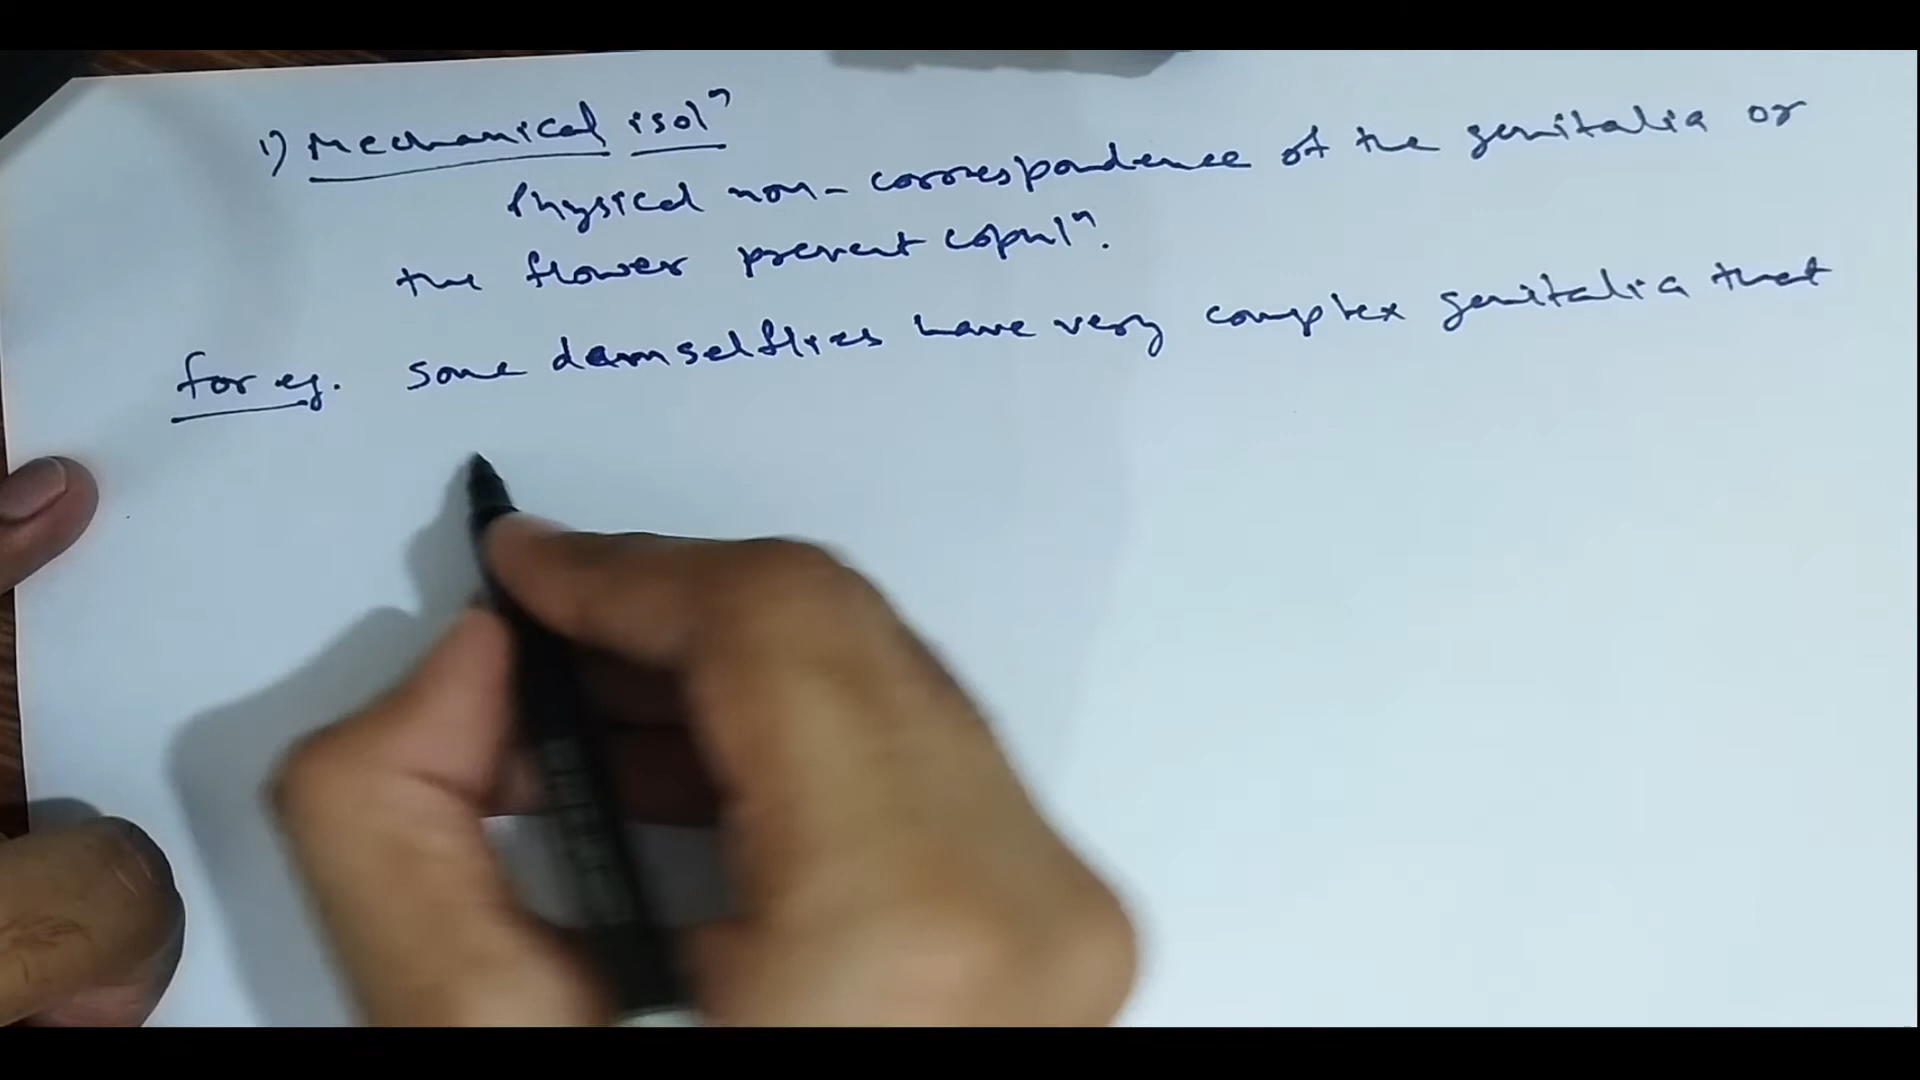 1) Mechanical isolⁿ
Physical non-correspondence of the genitalia or
the flower prevent copulⁿ.
for eg. some damselflies have very complex genitalia that